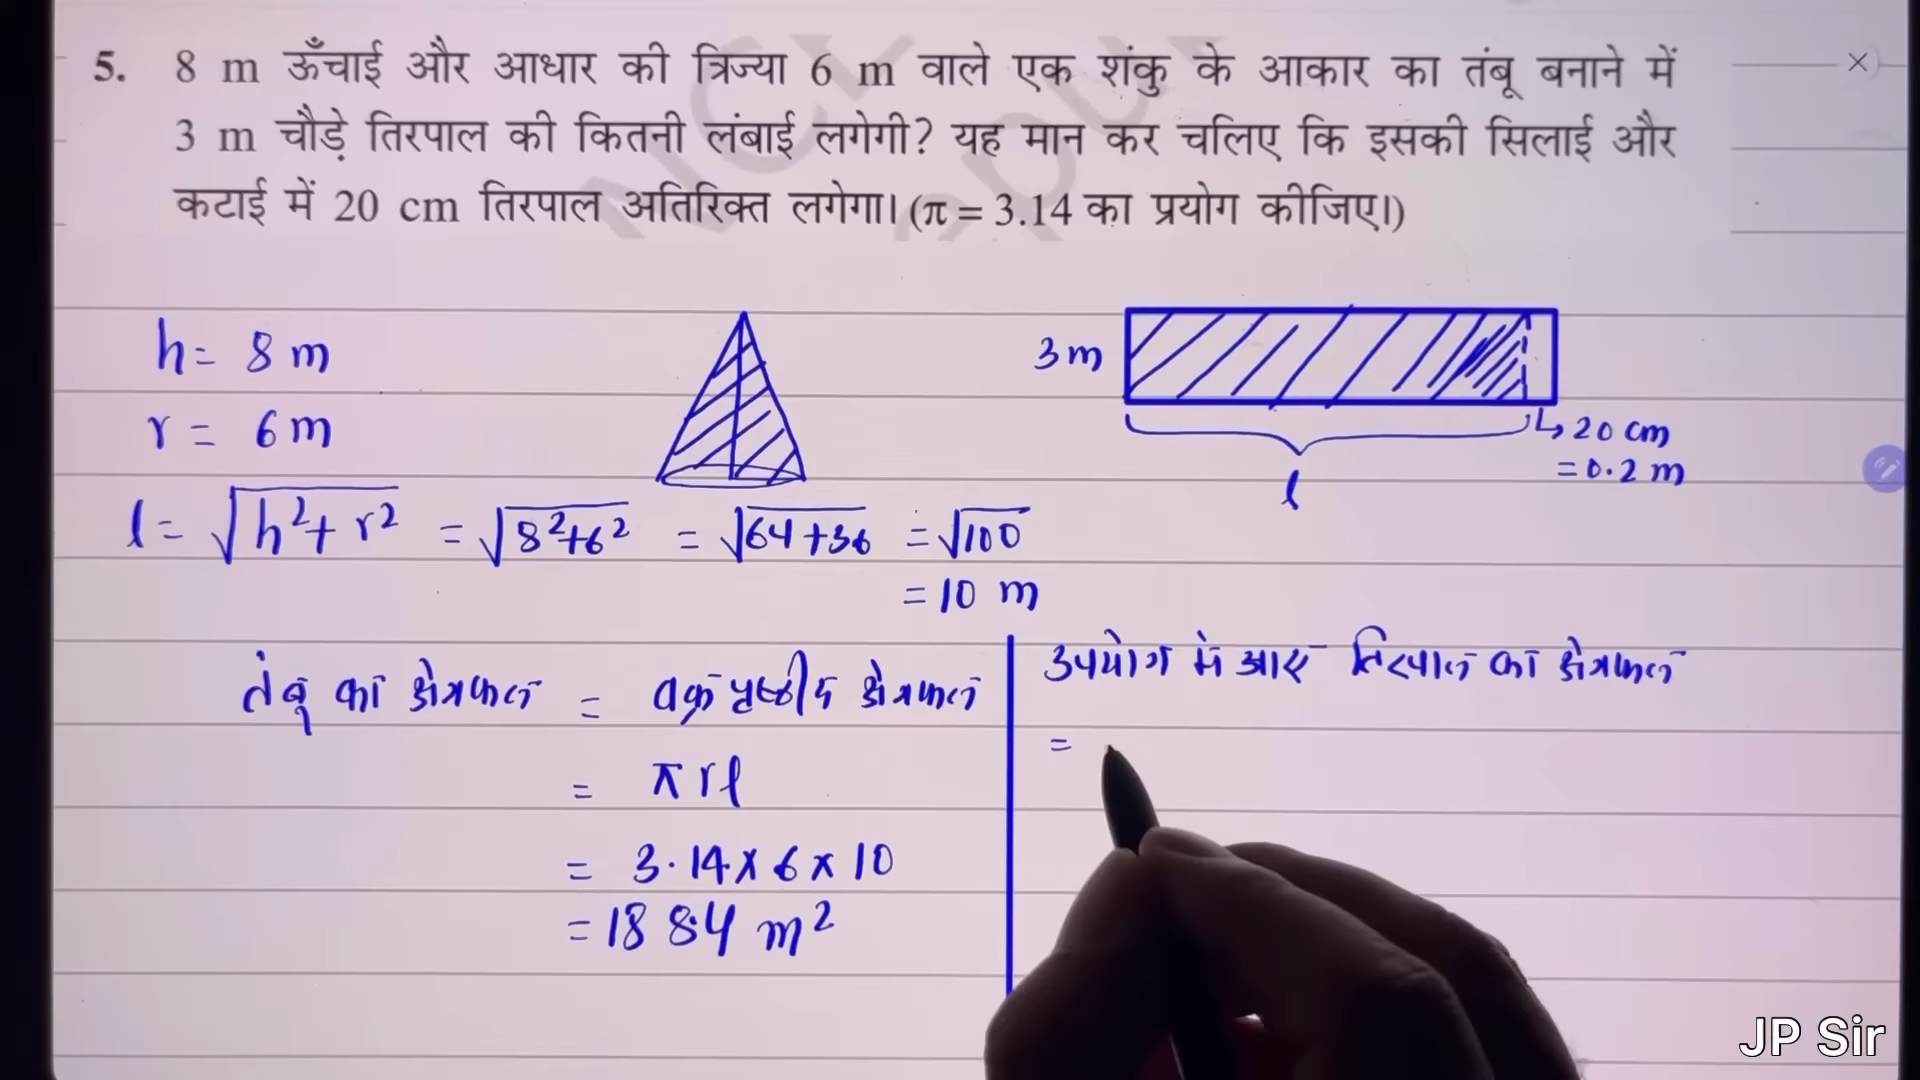 5. 8 m ऊँचाई और आधार की त्रिज्या 6 m वाले एक शंकु के आकार का तंबू बनाने में
3 m चौड़े तिरपाल की कितनी लंबाई लगेगी? यह मान कर चलिए कि इसकी सिलाई और
कटाई में 20 cm तिरपाल अतिरिक्त लगेगा। (π = 3.14 का प्रयोग कीजिए।)
h = 8 m
3 m
r = 6 m
20 cm
= 0.2 m
l
l = √h²+r² = √8²+6² = √64+36 = √100
= 10 m
तंबू का क्षेत्रफल = वक्र पृष्ठीय क्षेत्रफल
= πrl
= 3.14 x 6 x 10
= 188.4 m²
उपयोग में आए तिरपाल का क्षेत्रफल
=
JP Sir